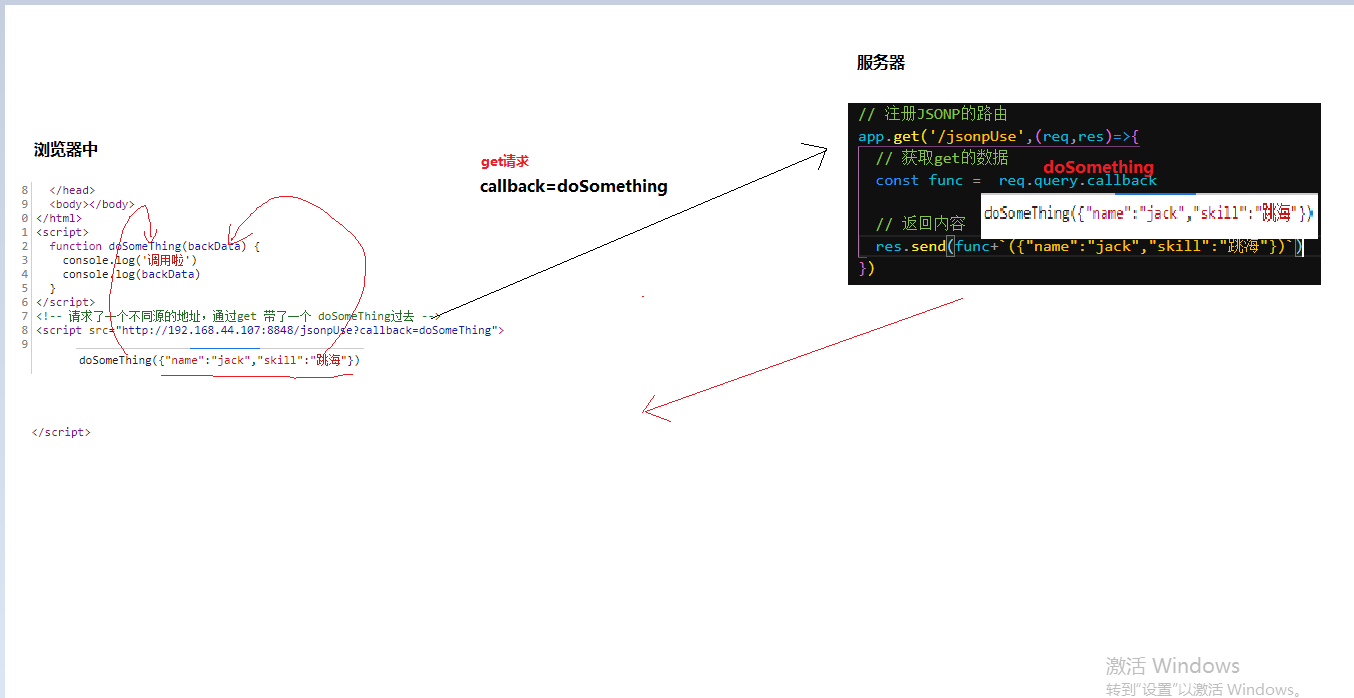 服务器
// 注册JSONP的路由
app.get('/jsonpUse',(req,res)=>{
// 获取get的数据
doSomething
const func = req.query.callback
doSomeThing({"name":"jack","skill":"跳海"})
// 返回内容
res.send(func+`({"name":"jack","skill":"跳海"})`)
})
浏览器中
get请求
callback=doSomething
8 </head>
9 <body></body>
0 </html>
1 <script>
2 function doSomeThing(backData) {
3 console.log('调用啦')
4 console.log(backData)
5 }
6 </script>
7 <!-- 请求了一个不同源的地址，通过get 带了一个 doSomeThing过去 -->
8 <script src="http://192.168.44.107:8848/jsonpUse?callback=doSomeThing">
9
doSomeThing({"name":"jack","skill":"跳海"})
</script>
激活 Windows
转到"设置"以激活 Windows。